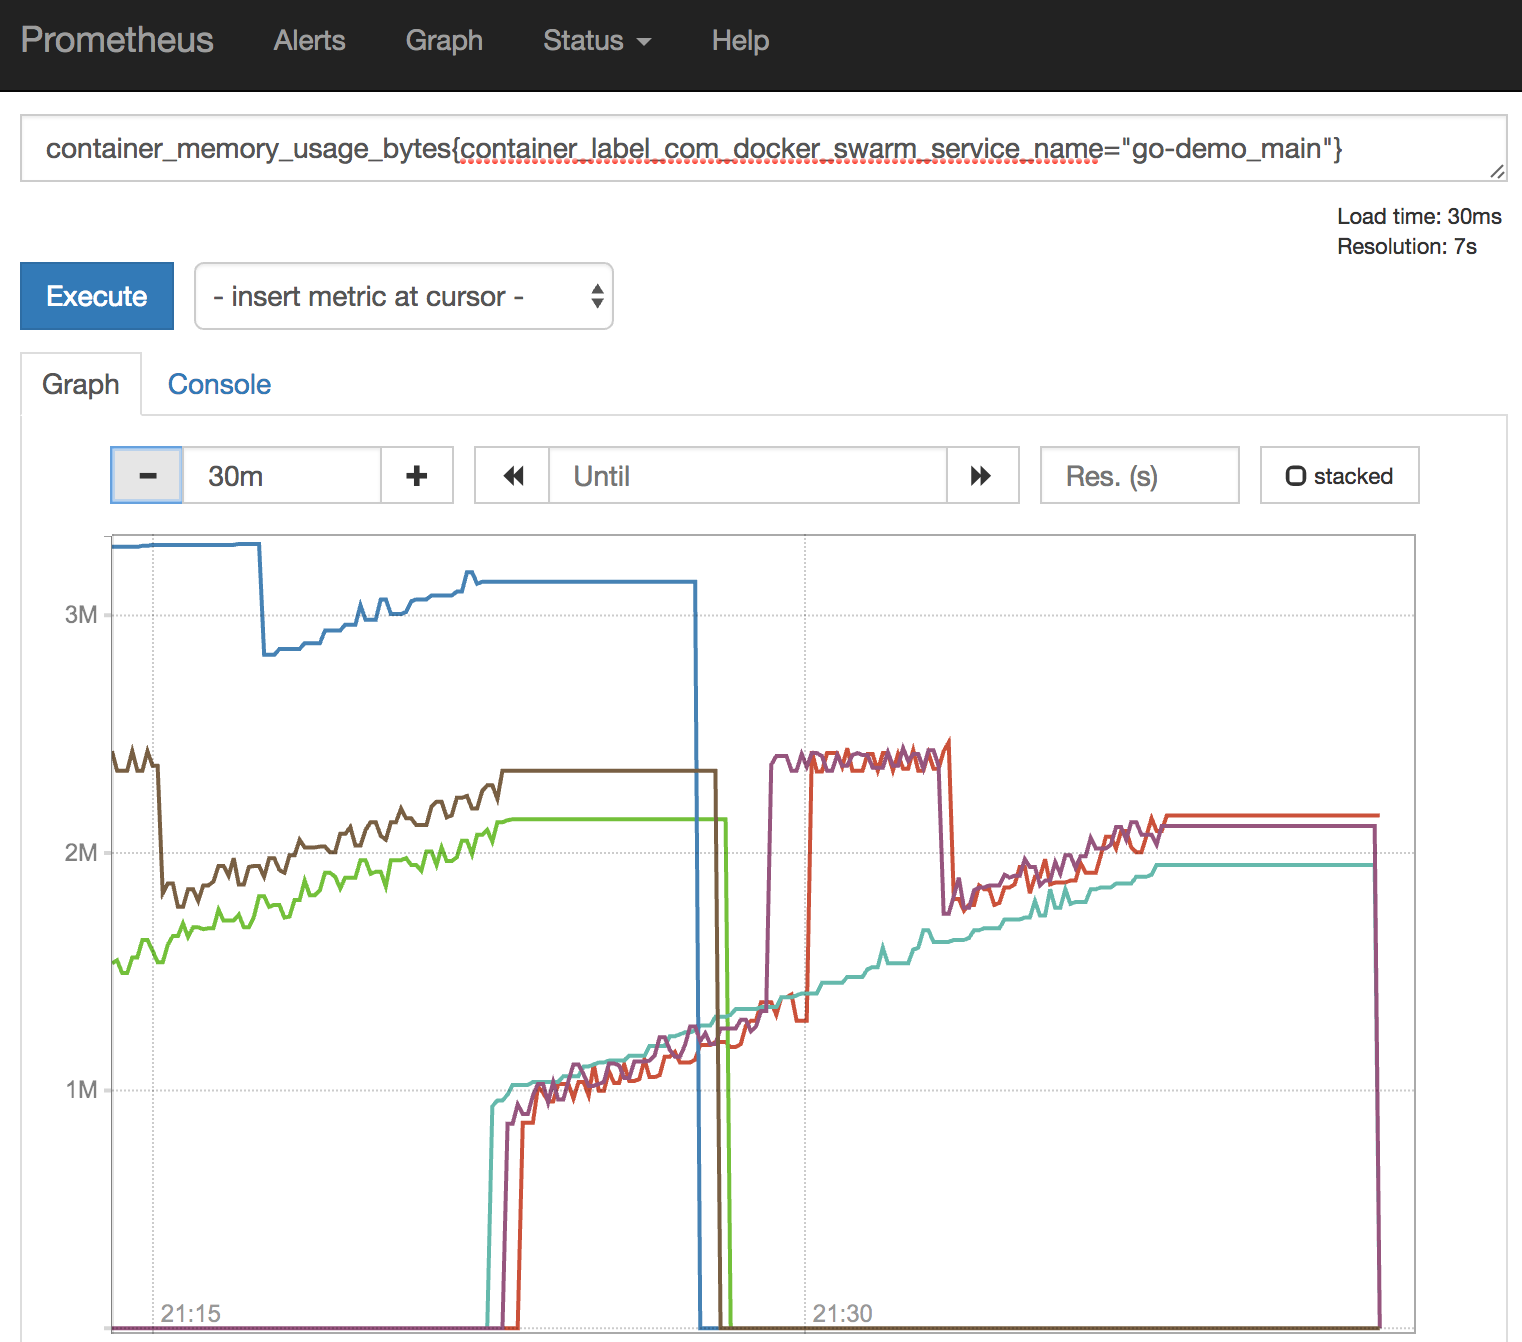 Prometheus Alerts Graph Status Help
container_memory_usage_bytes{container_label_com_docker_swarm_service_name="go-demo_main"}
Load time: 30ms
Resolution: 7s
Execute - insert metric at cursor -
Graph Console
30m Until Res. (s) stacked
3M
2M
1M
21:15 21:30